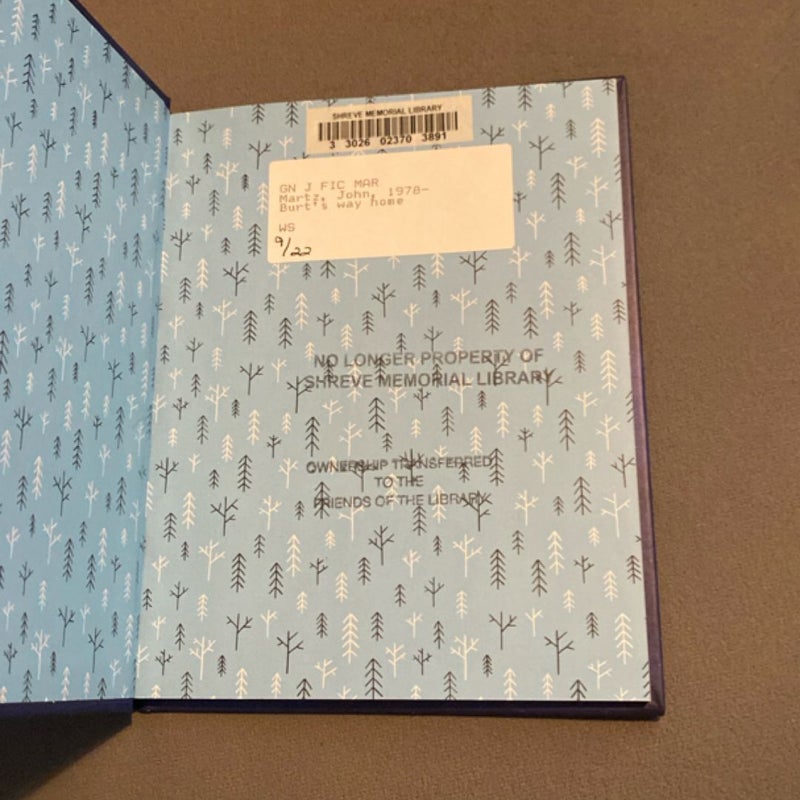 SHREVE MEMORIAL LIBRARY
3 3026 02370 3891
GN J FIC MAR
Martz, John, 1978-
Burt's way home
WS
9/22
NO LONGER PROPERTY OF
SHREVE MEMORIAL LIBRARY
OWNERSHIP TRANSFERRED
TO THE
FRIENDS OF THE LIBRARY